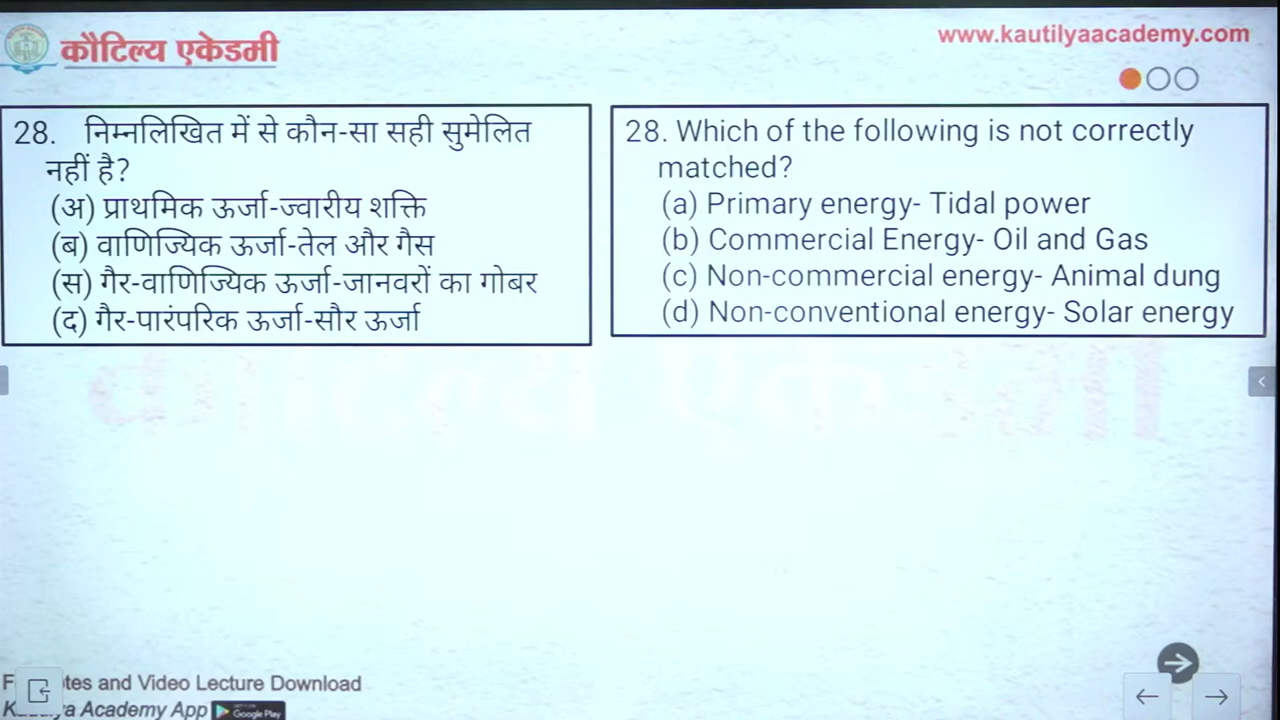 कौटिल्य एकेडमी
www.kautilyaacademy.com
28. निम्नलिखित में से कौन-सा सही सुमेलित
नहीं है?
(अ) प्राथमिक ऊर्जा-ज्वारीय शक्ति
(ब) वाणिज्यिक ऊर्जा-तेल और गैस
(स) गैर-वाणिज्यिक ऊर्जा-जानवरों का गोबर
(द) गैर-पारंपरिक ऊर्जा-सौर ऊर्जा
28. Which of the following is not correctly
matched?
(a) Primary energy- Tidal power
(b) Commercial Energy- Oil and Gas
(c) Non-commercial energy- Animal dung
(d) Non-conventional energy- Solar energy
and Video Lecture Download
Academy App Google Play